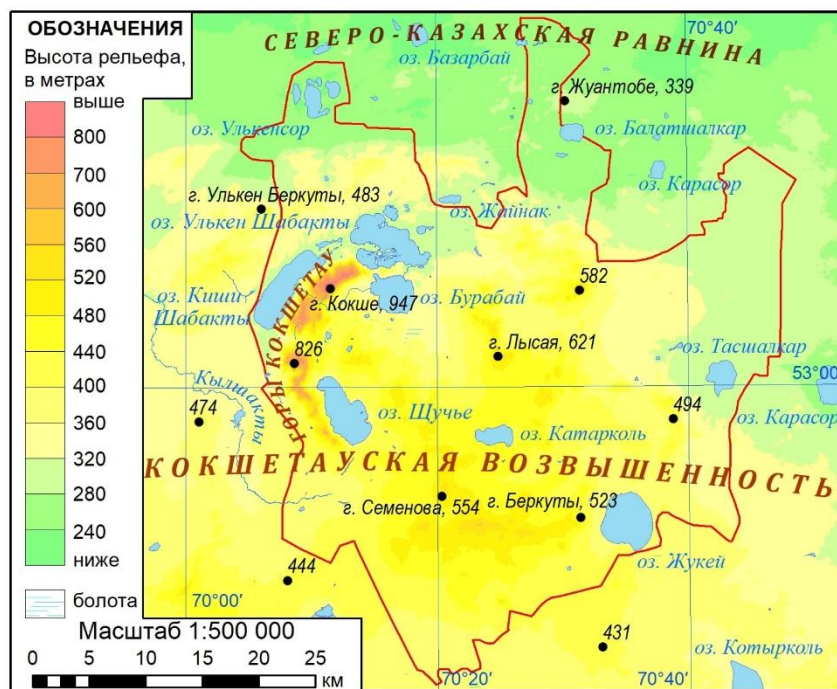 ОБОЗНАЧЕНИЯ
Высота рельефа,
в метрах
выше
800
700
600
560
520
480
440
400
360
320
280
240
ниже
болота
Масштаб 1:500 000
0 5 10 15 20 25
км
70°40'
СЕВЕРО-КАЗАХСКАЯ РАВНИНА
оз. Базарбай
г. Жуантобе, 339
оз. Улькенсор
оз. Балатшалкар
оз. Карасор
г. Улькен Беркуты, 483
оз. Жайнак
оз. Улькен Шабакты
582
оз. Киши
Шабакты
г. Кокше, 947
оз. Бурабай
ГОРЫ КОКШЕТАУ
г. Лысая, 621
оз. Тасшалкар
826
53°00'
Кылшакты
474
оз. Щучье
494
оз. Карасор
оз. Катарколь
КОКШЕТАУСКАЯ ВОЗВЫШЕННОСТЬ
г. Семенова, 554
г. Беркуты, 523
оз. Жукей
444
70°00'
431
оз. Котырколь
70°20'
70°40'